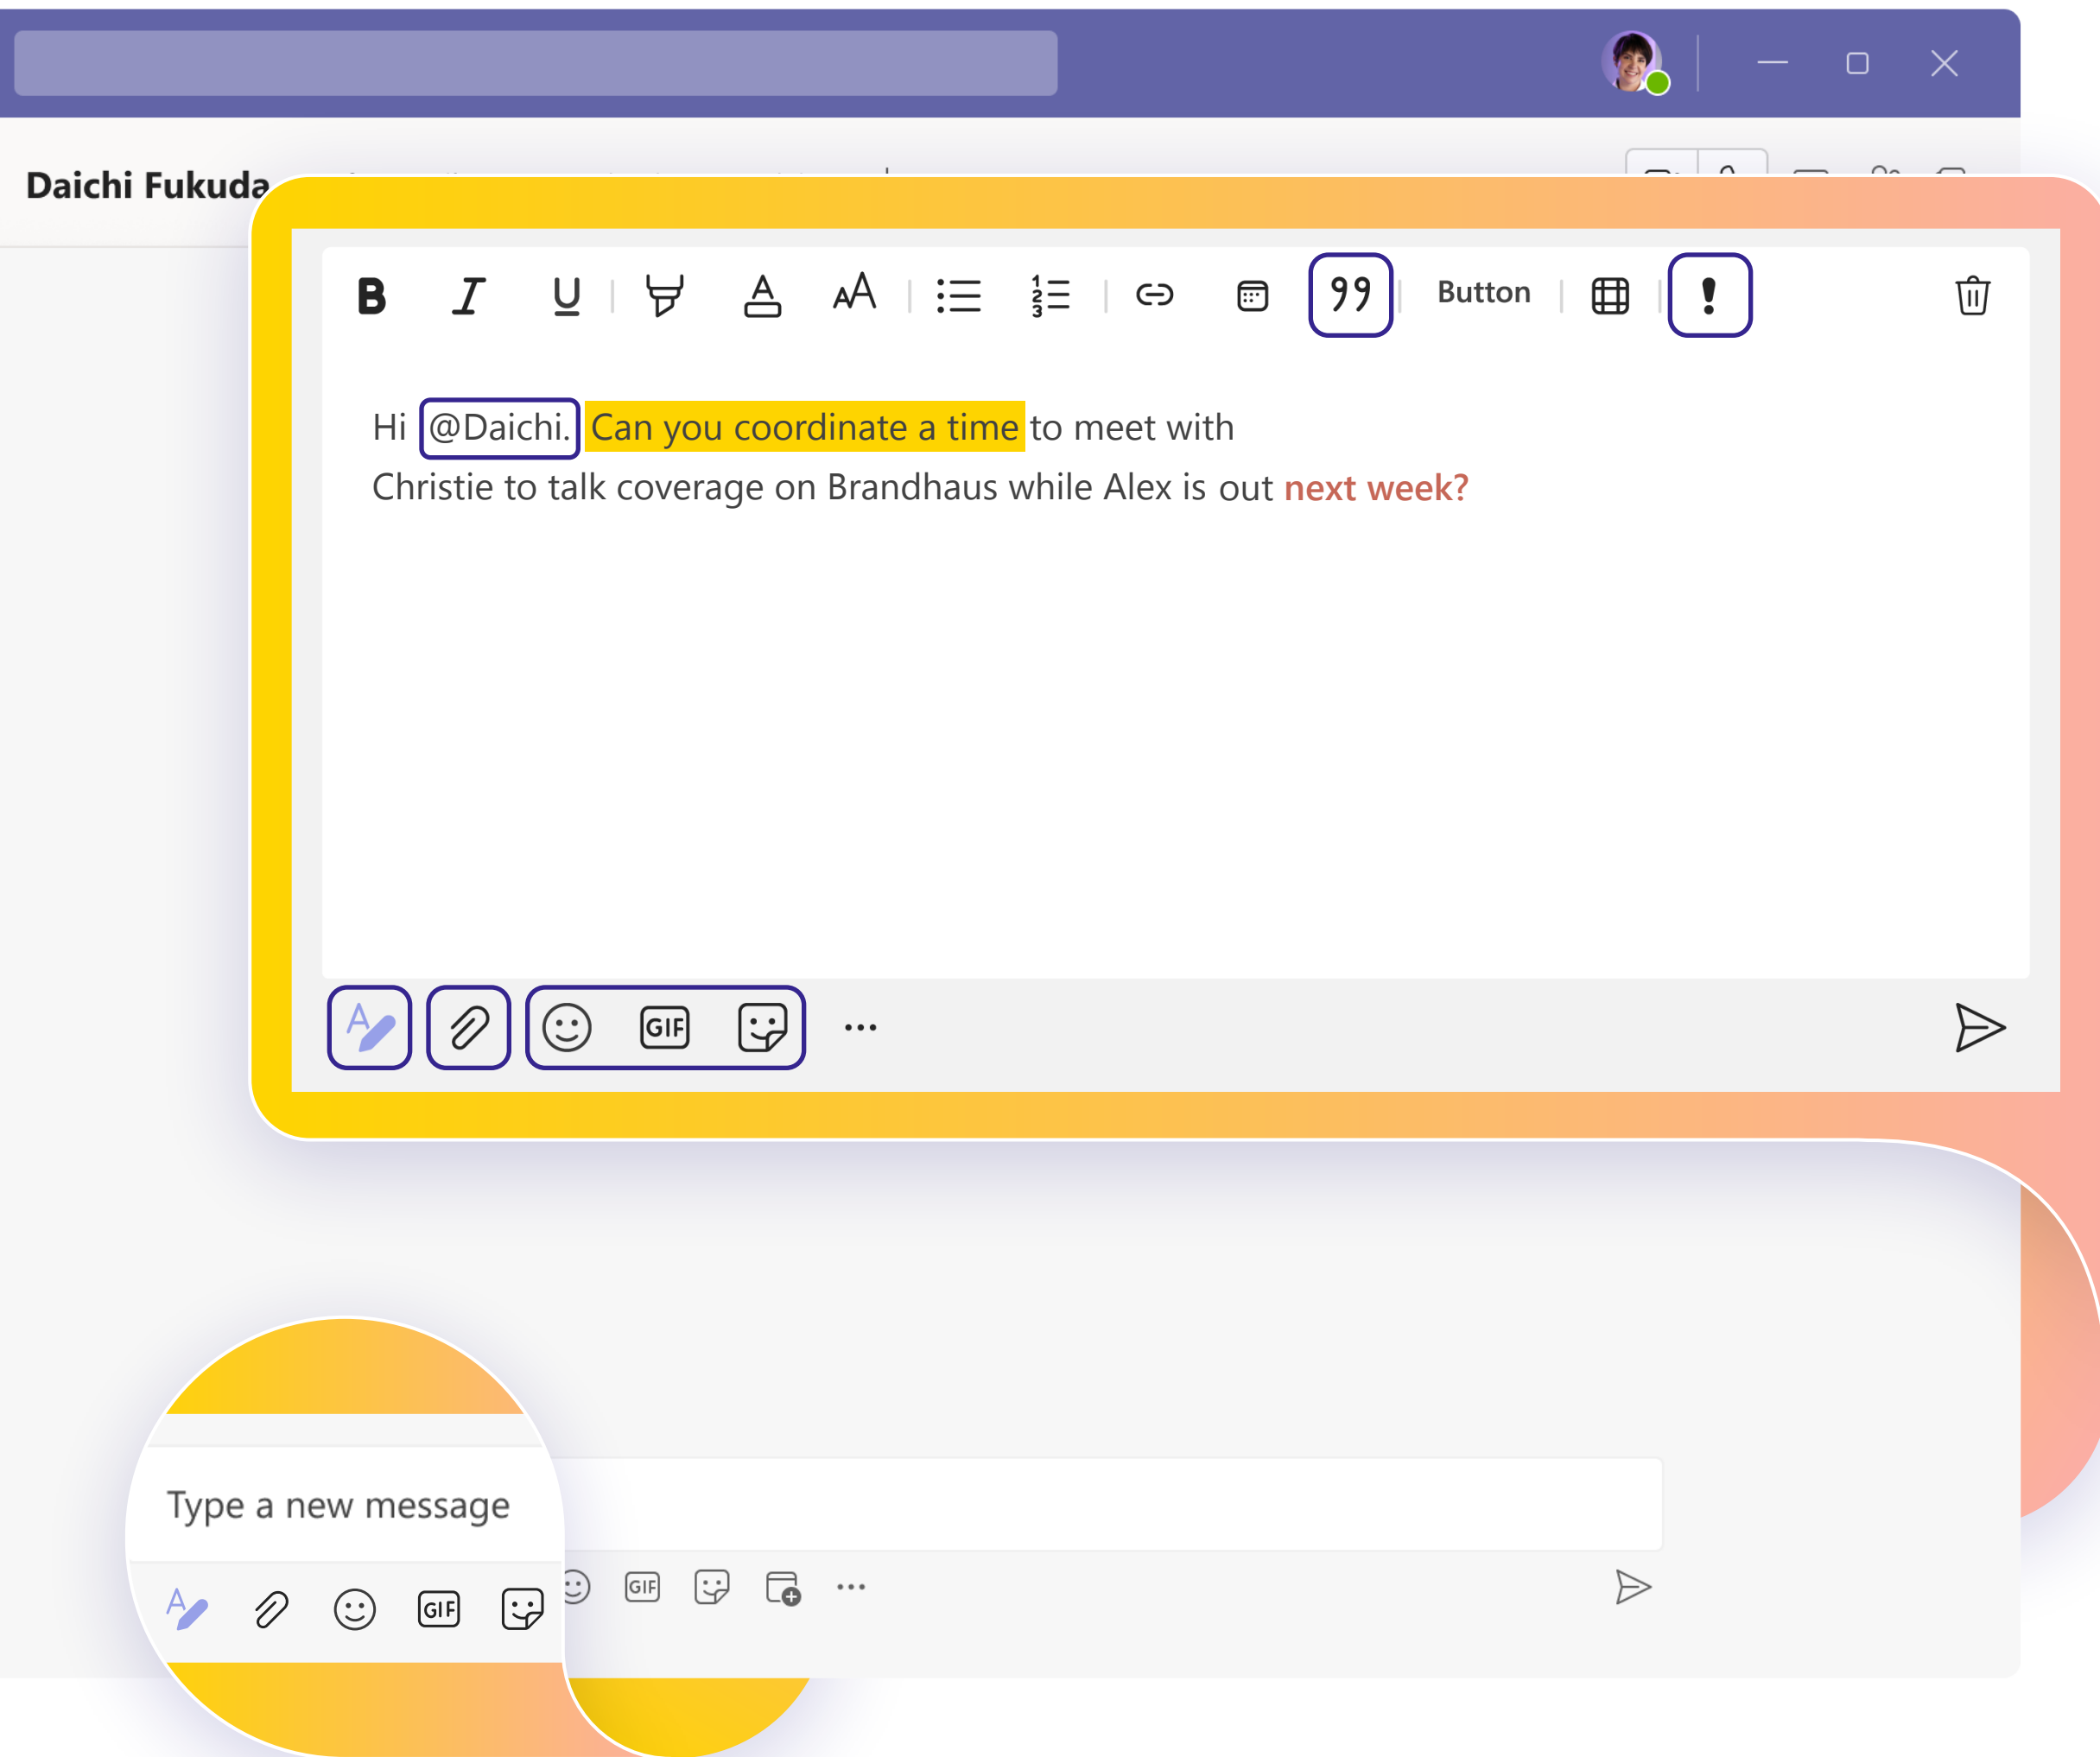 Daichi Fukuda
Button
Hi @Daichi. Can you coordinate a time to meet with
Christie to talk coverage on Brandhaus while Alex is out next week?
GIF
Type a new message
GIF
GIF